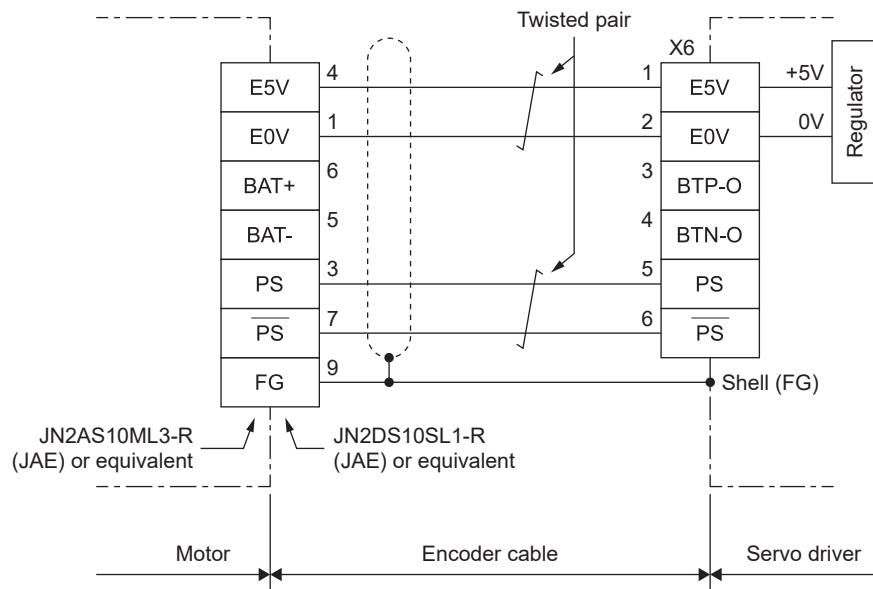 Twisted pair
X6
E5V 4 1 E5V +5V
E0V 1 2 E0V 0V
Regulator
BAT+ 6 3 BTP-O
BAT- 5 4 BTN-O
PS 3 5 PS
P̅S̅ 7 6 P̅S̅
FG 9 Shell (FG)
JN2AS10ML3-R
(JAE) or equivalent
JN2DS10SL1-R
(JAE) or equivalent
Motor Encoder cable Servo driver